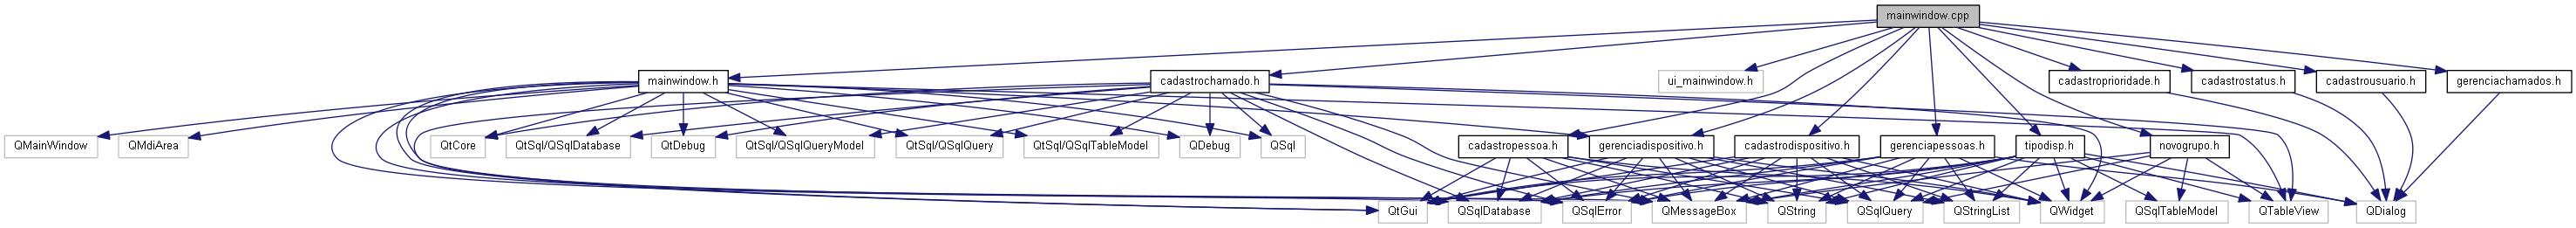 mainwindow.cpp
mainwindow.h
cadastrochamado.h
ui_mainwindow.h
cadastroprioridade.h
cadastrostatus.h
cadastrousuario.h
gerenciachamados.h
QMainWindow
QMdiArea
QtCore
QtSql/QSqlDatabase
QtDebug
QtSql/QSqlQueryModel
QtSql/QSqlQuery
QtSql/QSqlTableModel
QDebug
QSql
cadastropessoa.h
gerenciadispositivo.h
cadastrodispositivo.h
gerenciapessoas.h
tipodisp.h
novogrupo.h
QtGui
QSqlDatabase
QSqlError
QMessageBox
QString
QSqlQuery
QStringList
QWidget
QSqlTableModel
QTableView
QDialog